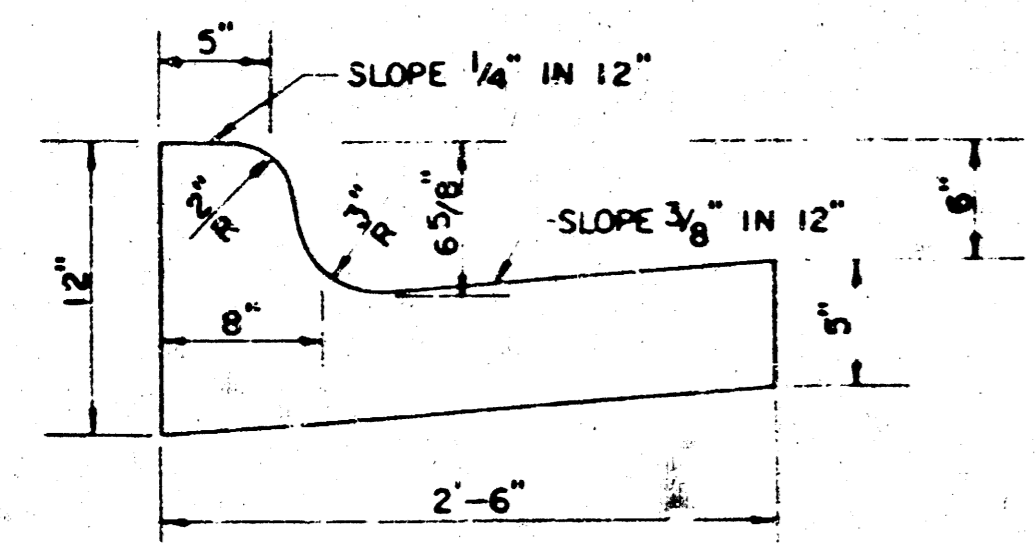 5"
SLOPE 1/4" IN 12"
2"
R
3"
R
6 5/8"
SLOPE 3/8" IN 12"
6"
12"
8"
5"
2'-6"